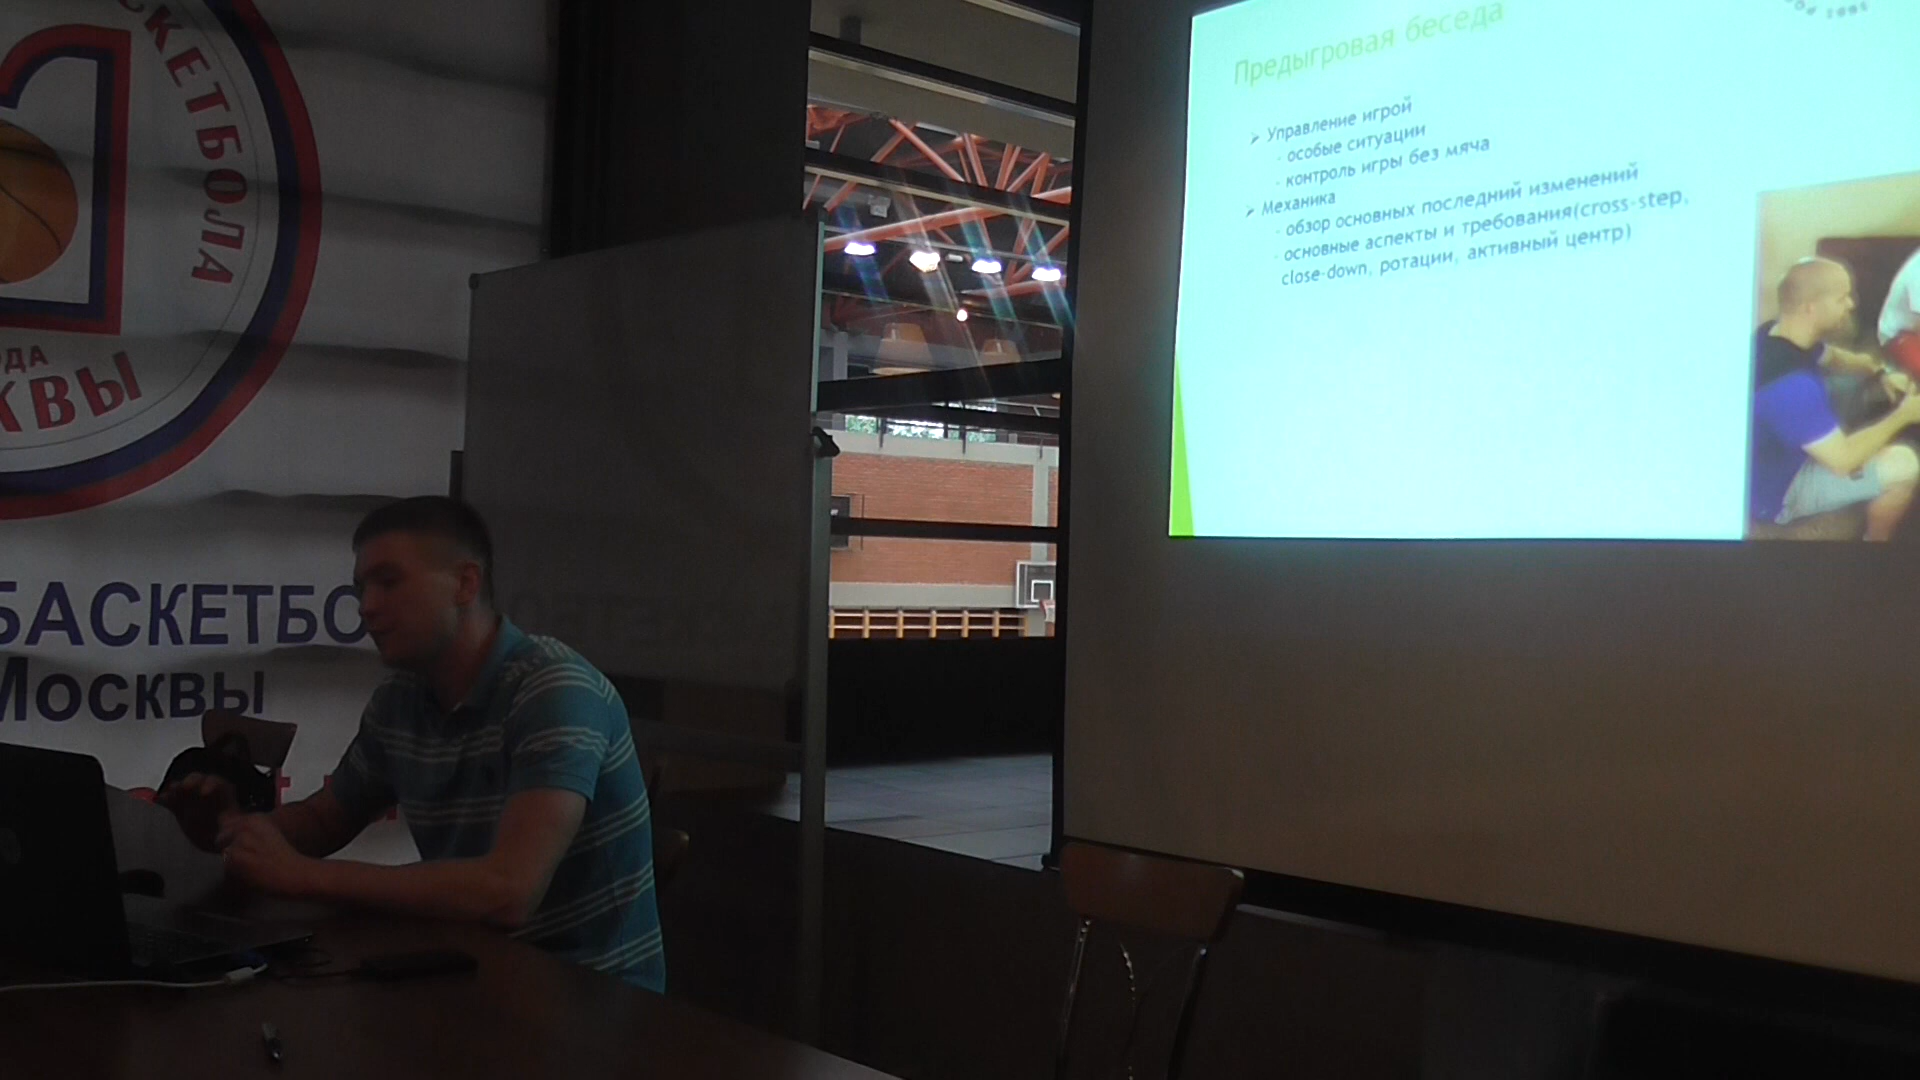 СКЕТБОЛА
РДА
КВЫ
БАСКЕТБО
Москвы
Предыгровая беседа
Управление игрой
- особые ситуации
- контроль игры без мяча
Механика
- обзор основных последний изменений
- основные аспекты и требования(cross-step,
close-down, ротации, активный центр)